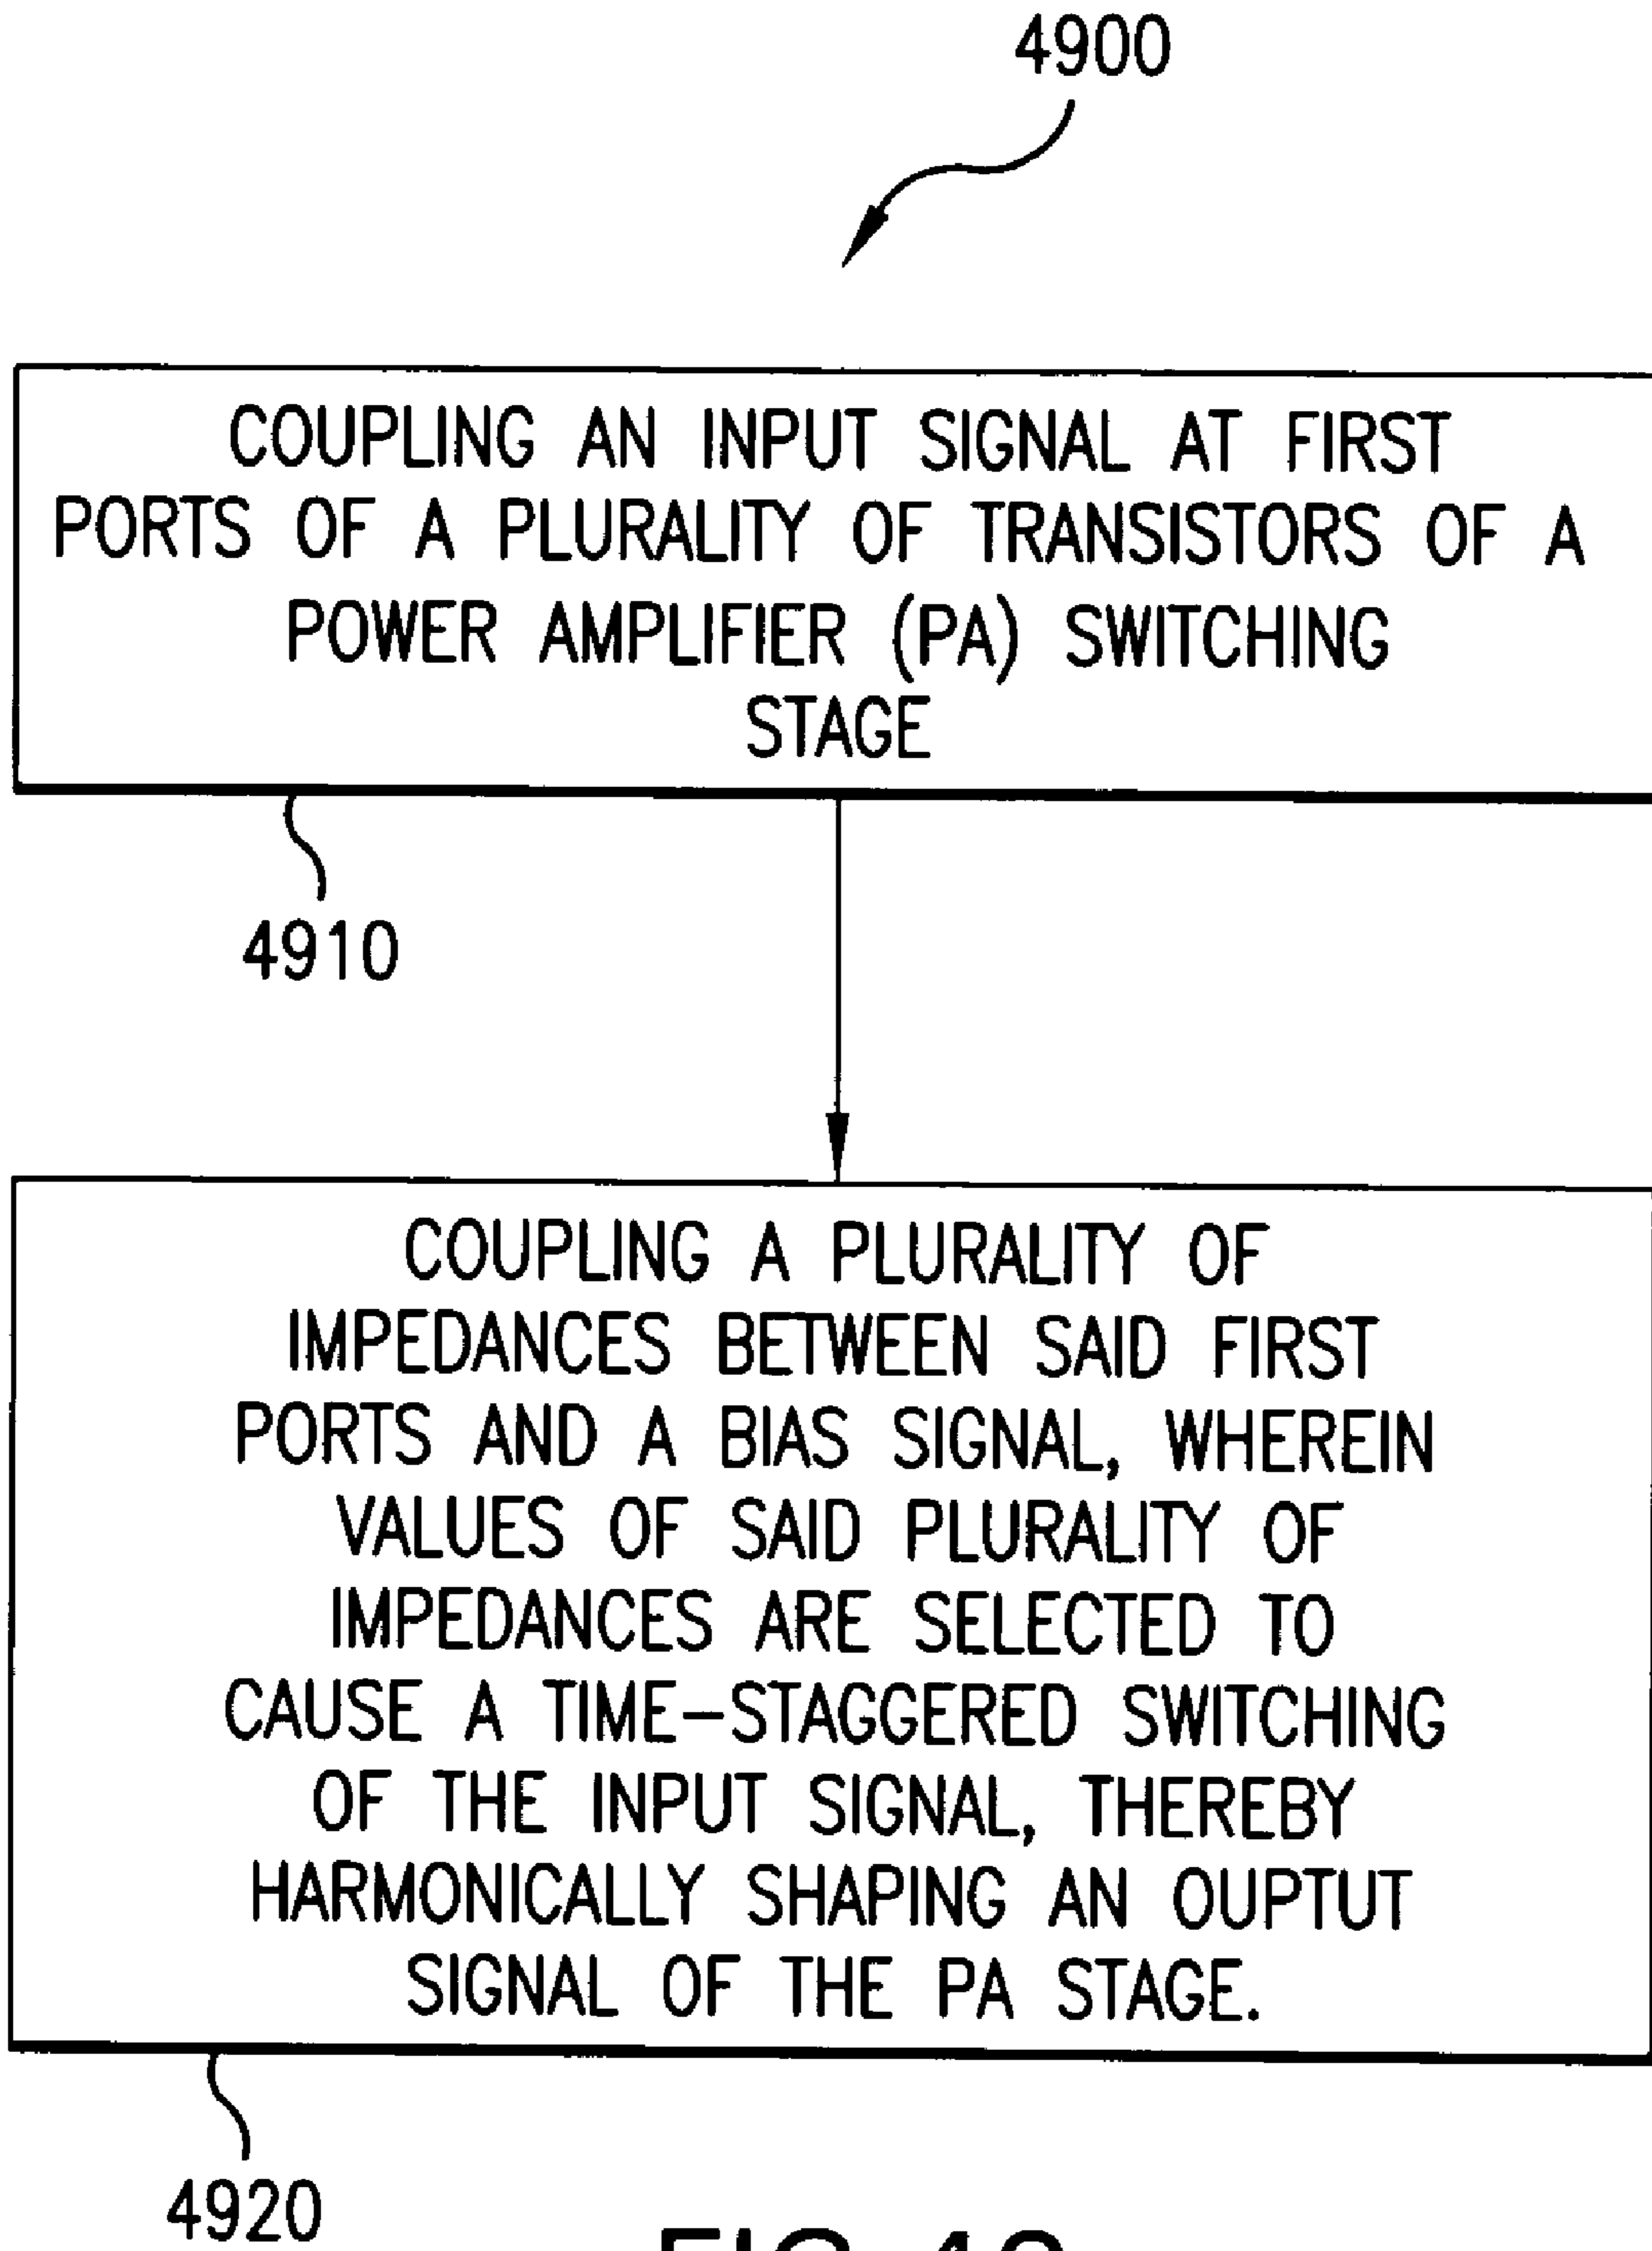 4900
COUPLING AN INPUT SIGNAL AT FIRST
PORTS OF A PLURALITY OF TRANSISTORS OF A
POWER AMPLIFIER (PA) SWITCHING
STAGE
4910
COUPLING A PLURALITY OF
IMPEDANCES BETWEEN SAID FIRST
PORTS AND A BIAS SIGNAL, WHEREIN
VALUES OF SAID PLURALITY OF
IMPEDANCES ARE SELECTED TO
CAUSE A TIME-STAGGERED SWITCHING
OF THE INPUT SIGNAL, THEREBY
HARMONICALLY SHAPING AN OUPTUT
SIGNAL OF THE PA STAGE.
4920